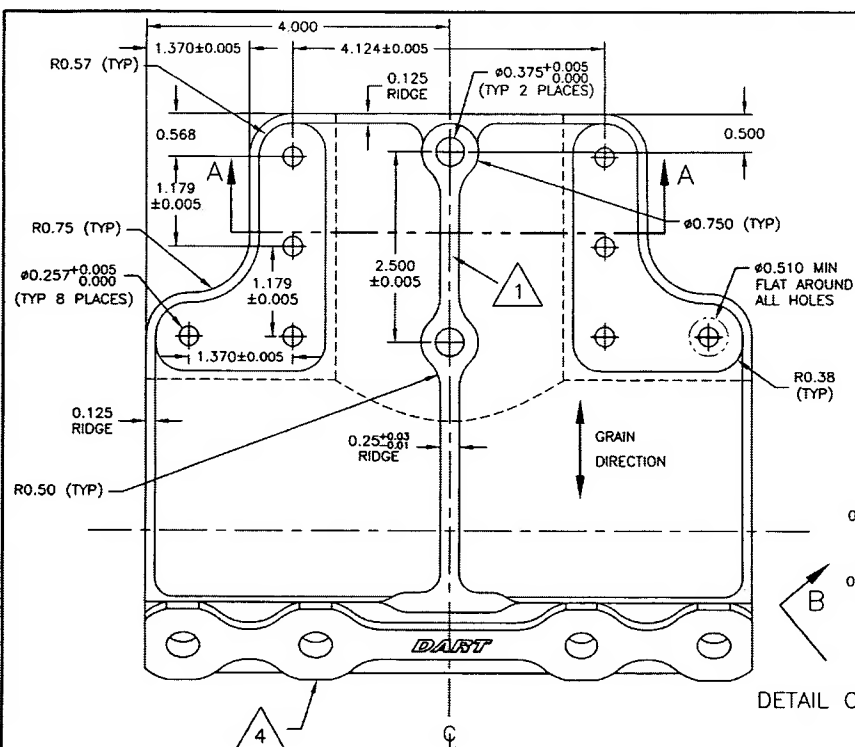 4.000
1.370±0.005
4.124±0.005
R0.57 (TYP)
0.125
RIDGE
ø0.375+0.005
0.000
(TYP 2 PLACES)
0.568
0.500
A
A
1.179
±0.005
R0.75 (TYP)
ø0.750 (TYP)
2.500
±0.005
1
ø0.257+0.005
0.000
(TYP 8 PLACES)
1.179
±0.005
ø0.510 MIN
FLAT AROUND
ALL HOLES
1.370±0.005
R0.38
(TYP)
0.125
RIDGE
0.25+0.03
-0.01
RIDGE
GRAIN
DIRECTION
R0.50 (TYP)
0
0
B
DART
DETAIL C
4
℄